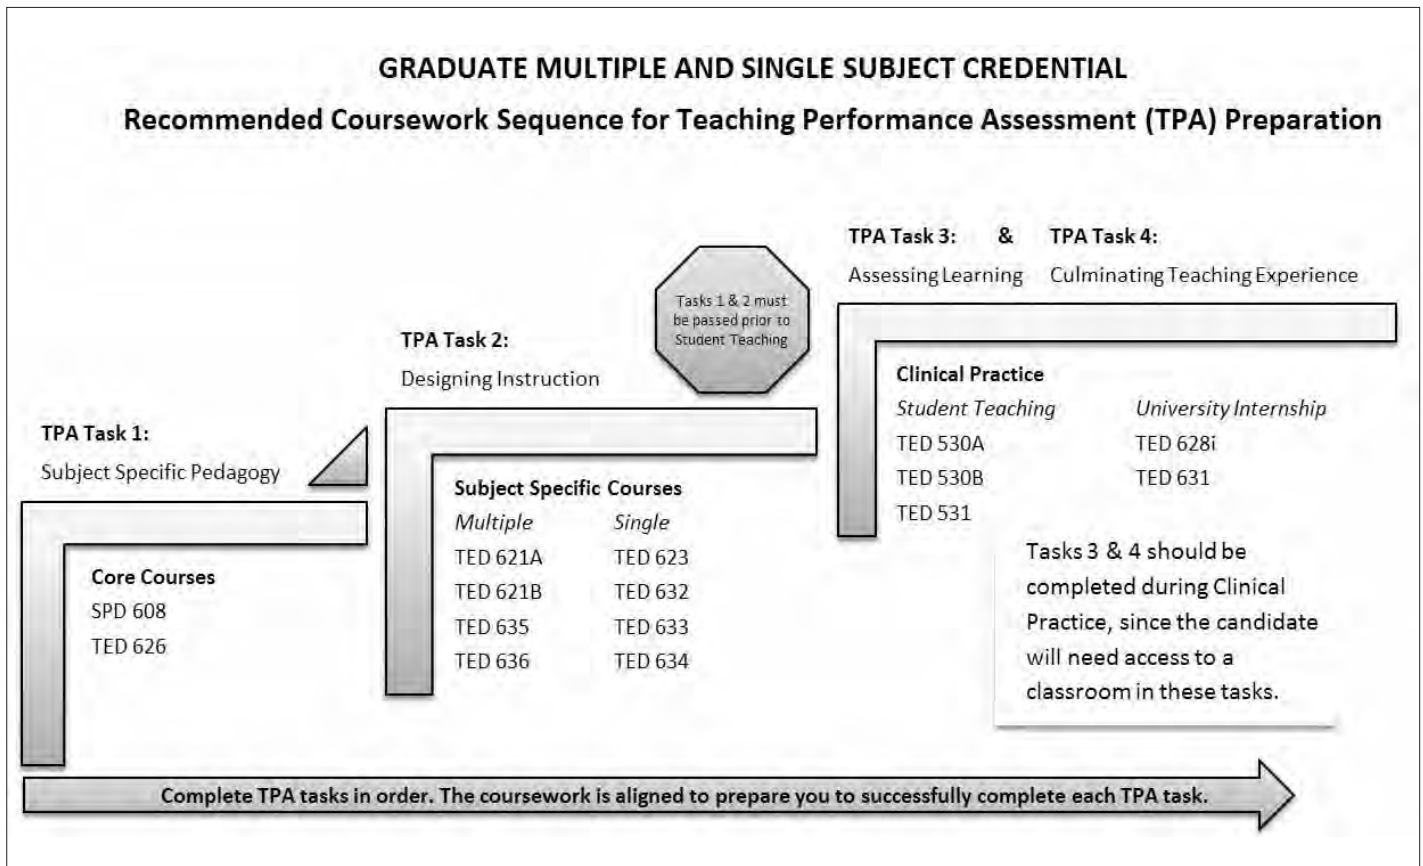 GRADUATE MULTIPLE AND SINGLE SUBJECT CREDENTIAL
Recommended Coursework Sequence for Teaching Performance Assessment (TPA) Preparation
TPA Task 1:
Subject Specific Pedagogy
Core Courses
SPD 608
TED 626
TPA Task 2:
Designing Instruction
Subject Specific Courses
Multiple Single
TED 621A TED 623
TED 621B TED 632
TED 635 TED 633
TED 636 TED 634
Tasks 1 & 2 must
be passed prior to
Student Teaching
TPA Task 3: & TPA Task 4:
Assessing Learning Culminating Teaching Experience
Clinical Practice
Student Teaching University Internship
TED 530A TED 628i
TED 530B TED 631
TED 531
Tasks 3 & 4 should be
completed during Clinical
Practice, since the candidate
will need access to a
classroom in these tasks.
Complete TPA tasks in order. The coursework is aligned to prepare you to successfully complete each TPA task.